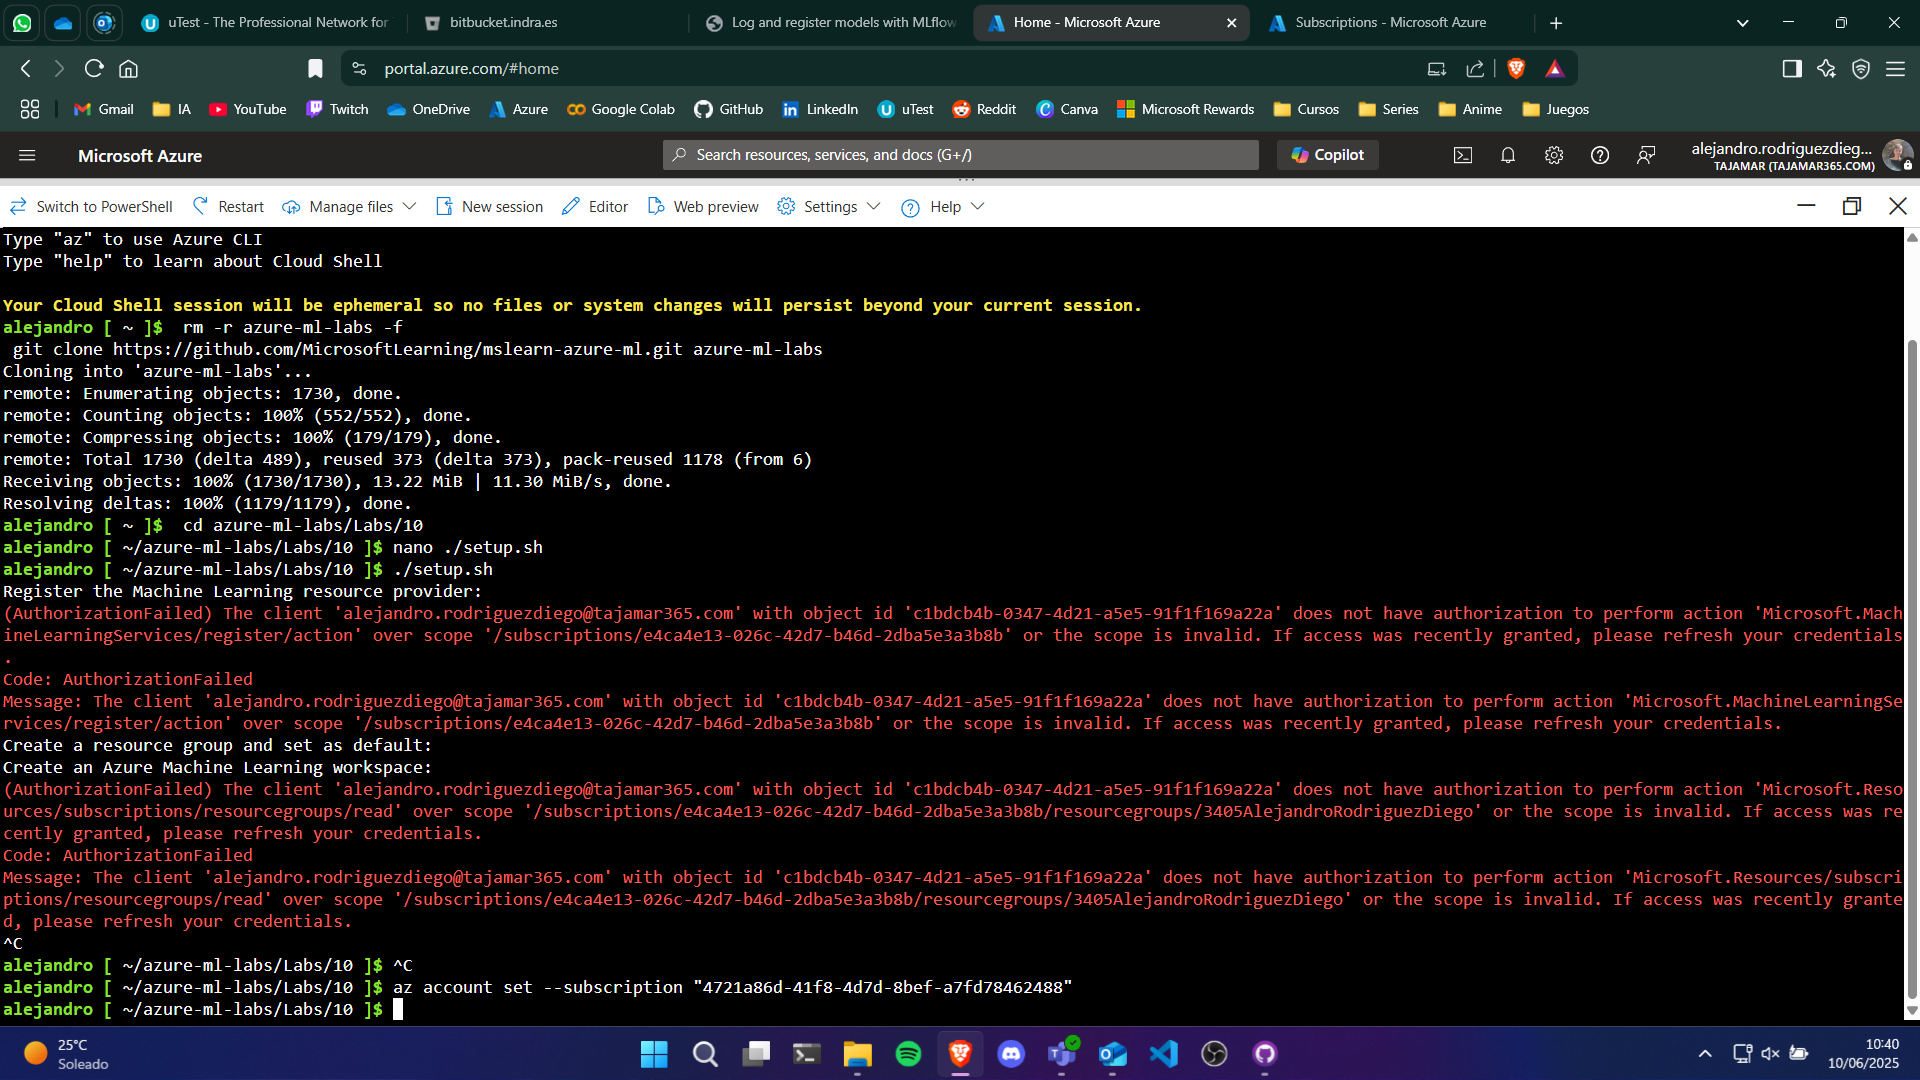 uTest - The Professional Network for
bitbucket.indra.es
Log and register models with MLflow
Home - Microsoft Azure
Subscriptions - Microsoft Azure
portal.azure.com/#home
Gmail
IA
YouTube
Twitch
OneDrive
Azure
Google Colab
GitHub
LinkedIn
uTest
Reddit
Canva
Microsoft Rewards
Cursos
Series
Anime
Juegos
Microsoft Azure
Search resources, services, and docs (G+/)
Copilot
alejandro.rodriguezdieg...
TAJAMAR (TAJAMAR365.COM)
Switch to PowerShell
Restart
Manage files
New session
Editor
Web preview
Settings
Help
Type "az" to use Azure CLI
Type "help" to learn about Cloud Shell
Your Cloud Shell session will be ephemeral so no files or system changes will persist beyond your current session.
alejandro [ ~ ]$  rm -r azure-ml-labs -f
 git clone https://github.com/MicrosoftLearning/mslearn-azure-ml.git azure-ml-labs
Cloning into 'azure-ml-labs'...
remote: Enumerating objects: 1730, done.
remote: Counting objects: 100% (552/552), done.
remote: Compressing objects: 100% (179/179), done.
remote: Total 1730 (delta 489), reused 373 (delta 373), pack-reused 1178 (from 6)
Receiving objects: 100% (1730/1730), 13.22 MiB | 11.30 MiB/s, done.
Resolving deltas: 100% (1179/1179), done.
alejandro [ ~ ]$  cd azure-ml-labs/Labs/10
alejandro [ ~/azure-ml-labs/Labs/10 ]$ nano ./setup.sh
alejandro [ ~/azure-ml-labs/Labs/10 ]$ ./setup.sh
Register the Machine Learning resource provider:
(AuthorizationFailed) The client 'alejandro.rodriguezdiego@tajamar365.com' with object id 'c1bdcb4b-0347-4d21-a5e5-91f1f169a22a' does not have authorization to perform action 'Microsoft.Mach
ineLearningServices/register/action' over scope '/subscriptions/e4ca4e13-026c-42d7-b46d-2dba5e3a3b8b' or the scope is invalid. If access was recently granted, please refresh your credentials
.
Code: AuthorizationFailed
Message: The client 'alejandro.rodriguezdiego@tajamar365.com' with object id 'c1bdcb4b-0347-4d21-a5e5-91f1f169a22a' does not have authorization to perform action 'Microsoft.MachineLearningSe
rvices/register/action' over scope '/subscriptions/e4ca4e13-026c-42d7-b46d-2dba5e3a3b8b' or the scope is invalid. If access was recently granted, please refresh your credentials.
Create a resource group and set as default:
Create an Azure Machine Learning workspace:
(AuthorizationFailed) The client 'alejandro.rodriguezdiego@tajamar365.com' with object id 'c1bdcb4b-0347-4d21-a5e5-91f1f169a22a' does not have authorization to perform action 'Microsoft.Reso
urces/subscriptions/resourcegroups/read' over scope '/subscriptions/e4ca4e13-026c-42d7-b46d-2dba5e3a3b8b/resourcegroups/3405AlejandroRodriguezDiego' or the scope is invalid. If access was re
cently granted, please refresh your credentials.
Code: AuthorizationFailed
Message: The client 'alejandro.rodriguezdiego@tajamar365.com' with object id 'c1bdcb4b-0347-4d21-a5e5-91f1f169a22a' does not have authorization to perform action 'Microsoft.Resources/subscri
ptions/resourcegroups/read' over scope '/subscriptions/e4ca4e13-026c-42d7-b46d-2dba5e3a3b8b/resourcegroups/3405AlejandroRodriguezDiego' or the scope is invalid. If access was recently grante
d, please refresh your credentials.
^C
alejandro [ ~/azure-ml-labs/Labs/10 ]$ ^C
alejandro [ ~/azure-ml-labs/Labs/10 ]$ az account set --subscription "4721a86d-41f8-4d7d-8bef-a7fd78462488"
alejandro [ ~/azure-ml-labs/Labs/10 ]$
25°C
Soleado
10:40
10/06/2025